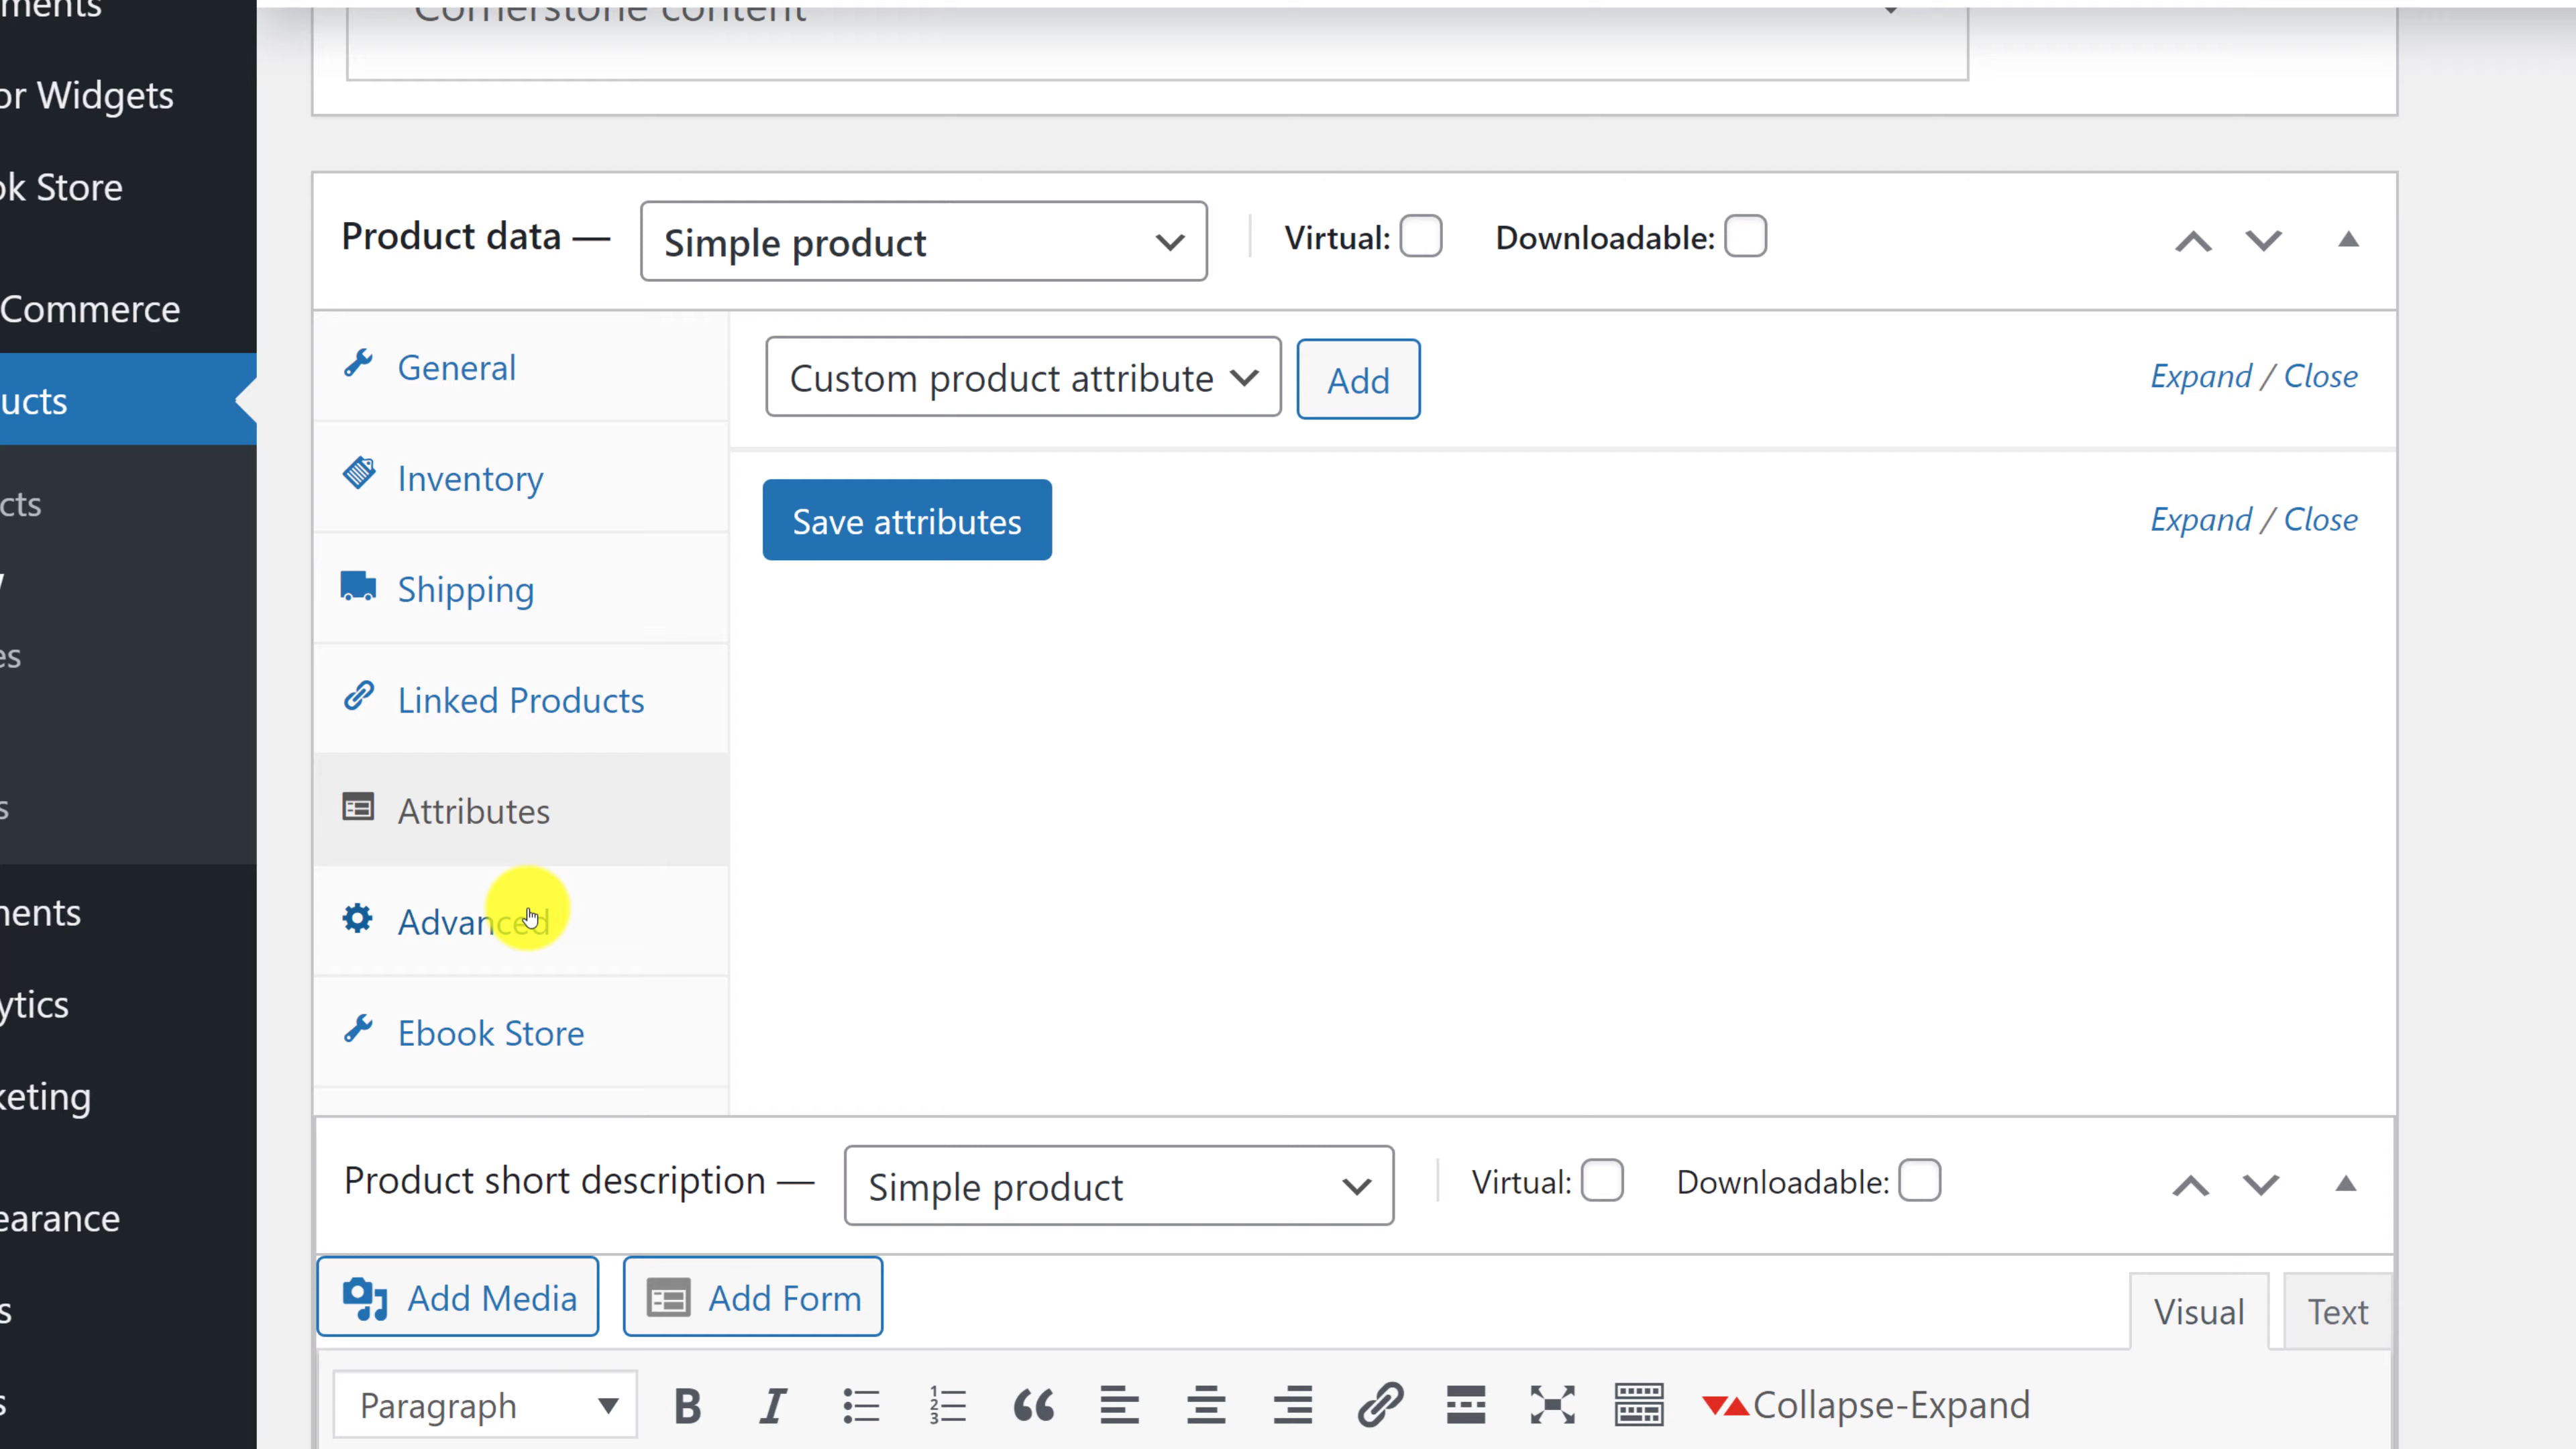 ments
or Widgets
ok Store
Commerce
ucts
cts
es
s
nents
ytics
keting
earance
s
s
Cornerstone content
Product data —
Simple product
Virtual:
Downloadable:
General
Inventory
Shipping
Linked Products
Attributes
Advanced
Ebook Store
Custom product attribute
Add
Expand / Close
Save attributes
Expand / Close
Product short description —
Simple product
Virtual:
Downloadable:
Add Media
Add Form
Visual
Text
Paragraph
B
I
Collapse-Expand